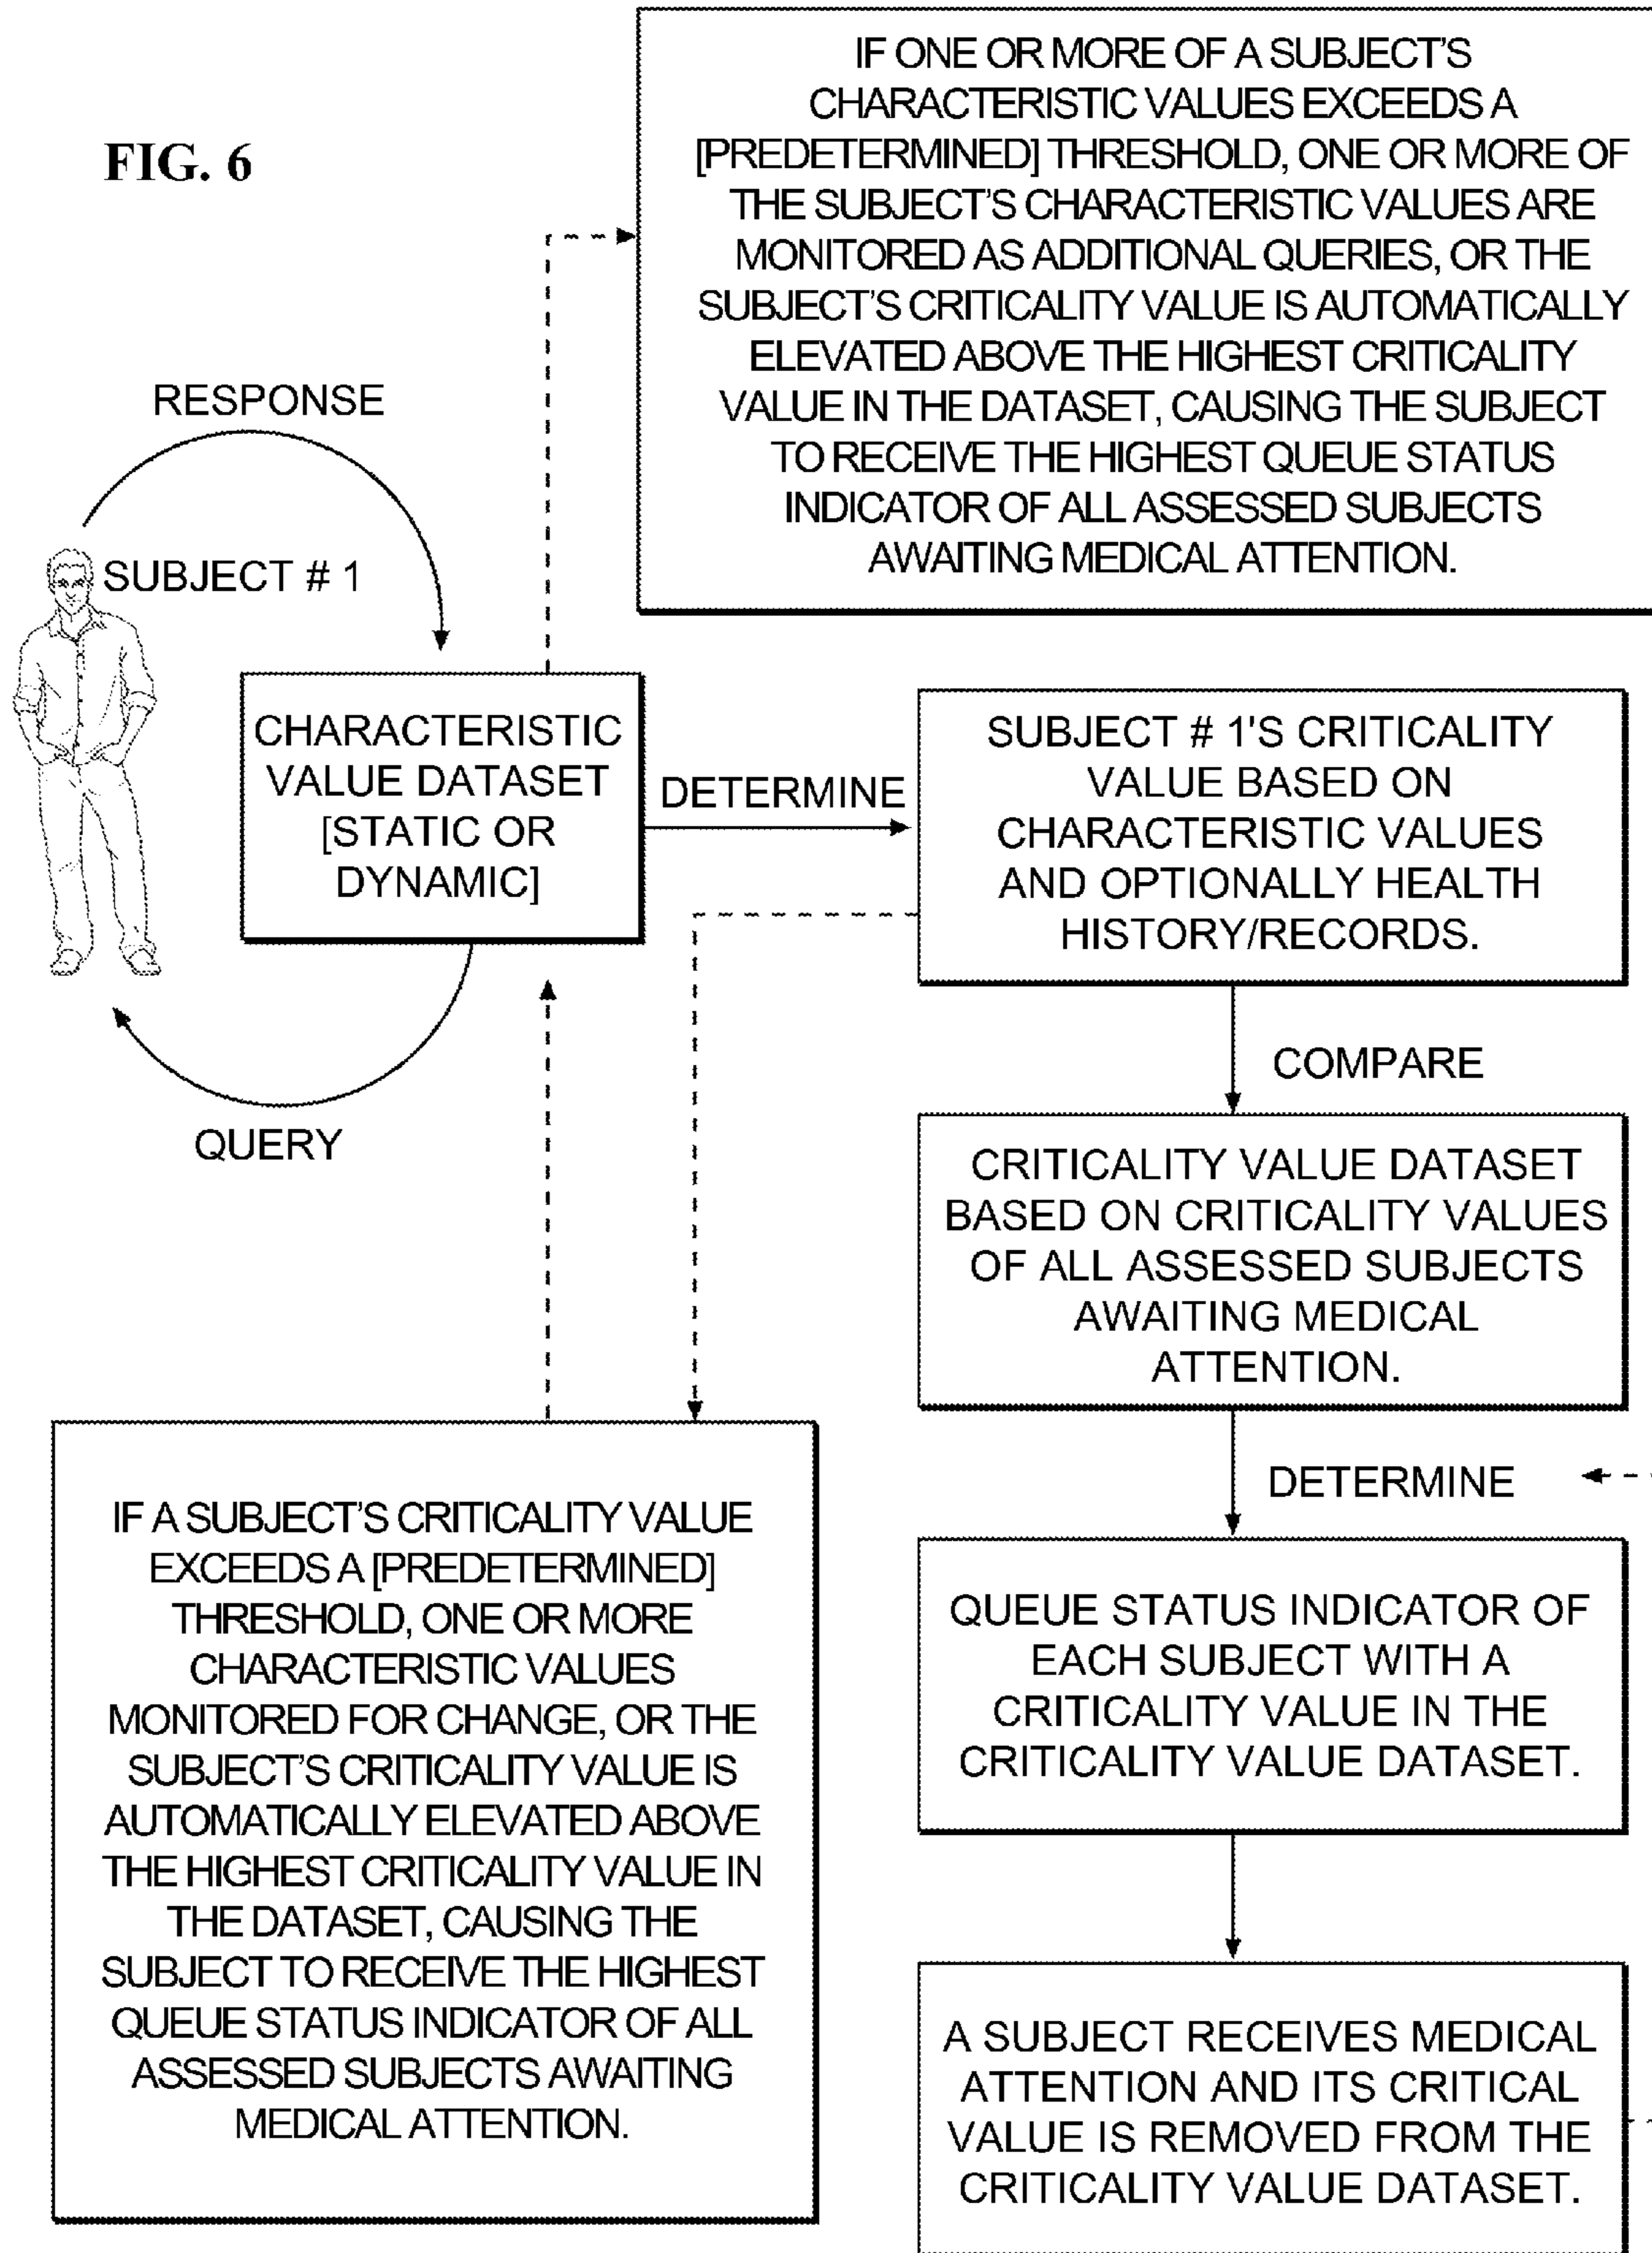 FIG. 6
IF ONE OR MORE OF A SUBJECT'S
CHARACTERISTIC VALUES EXCEEDS A
[PREDETERMINED] THRESHOLD, ONE OR MORE OF
THE SUBJECT'S CHARACTERISTIC VALUES ARE
MONITORED AS ADDITIONAL QUERIES, OR THE
SUBJECT'S CRITICALITY VALUE IS AUTOMATICALLY
ELEVATED ABOVE THE HIGHEST CRITICALITY
VALUE IN THE DATASET, CAUSING THE SUBJECT
TO RECEIVE THE HIGHEST QUEUE STATUS
INDICATOR OF ALL ASSESSED SUBJECTS
AWAITING MEDICAL ATTENTION.
RESPONSE
SUBJECT # 1
CHARACTERISTIC
VALUE DATASET
[STATIC OR
DYNAMIC]
QUERY
DETERMINE
SUBJECT # 1'S CRITICALITY
VALUE BASED ON
CHARACTERISTIC VALUES
AND OPTIONALLY HEALTH
HISTORY/RECORDS.
COMPARE
CRITICALITY VALUE DATASET
BASED ON CRITICALITY VALUES
OF ALL ASSESSED SUBJECTS
AWAITING MEDICAL
ATTENTION.
DETERMINE
QUEUE STATUS INDICATOR OF
EACH SUBJECT WITH A
CRITICALITY VALUE IN THE
CRITICALITY VALUE DATASET.
A SUBJECT RECEIVES MEDICAL
ATTENTION AND ITS CRITICAL
VALUE IS REMOVED FROM THE
CRITICALITY VALUE DATASET.
IF A SUBJECT'S CRITICALITY VALUE
EXCEEDS A [PREDETERMINED]
THRESHOLD, ONE OR MORE
CHARACTERISTIC VALUES
MONITORED FOR CHANGE, OR THE
SUBJECT'S CRITICALITY VALUE IS
AUTOMATICALLY ELEVATED ABOVE
THE HIGHEST CRITICALITY VALUE IN
THE DATASET, CAUSING THE
SUBJECT TO RECEIVE THE HIGHEST
QUEUE STATUS INDICATOR OF ALL
ASSESSED SUBJECTS AWAITING
MEDICAL ATTENTION.